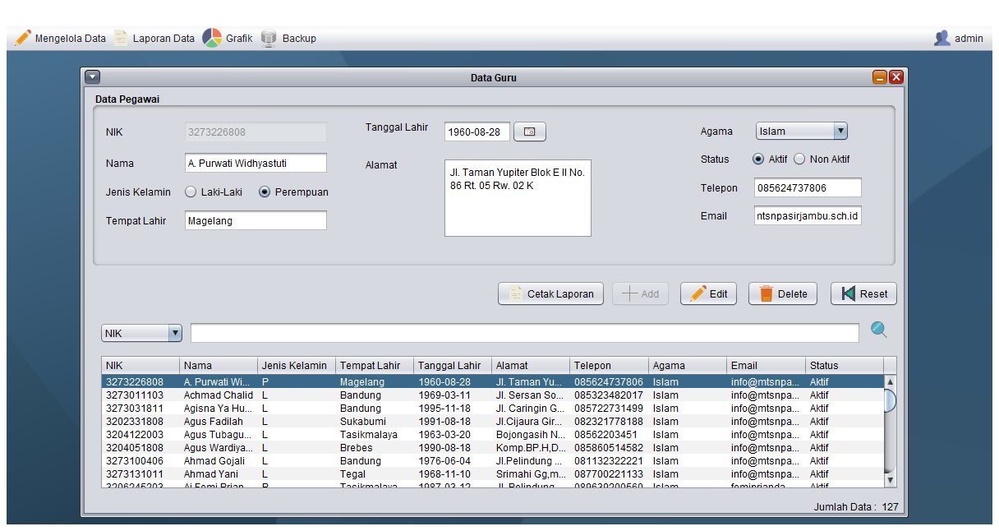 Mengelola Data Laporan Data Grafik Backup admin
Data Guru
Data Pegawai
NIK 3273226808 Tanggal Lahir 1960-08-28 Agama Islam
Nama A. Purwati Widhyastuti Alamat Jl. Taman Yupiter Blok E II No. Status Aktif Non Aktif
86 Rt. 05 Rw. 02 K
Jenis Kelamin Laki-Laki Perempuan Telepon 085624737806
Tempat Lahir Magelang Email ntsnpasirjambu.sch.id
Cetak Laporan Add Edit Delete Reset
NIK
NIK Nama Jenis Kelamin Tempat Lahir Tanggal Lahir Alamat Telepon Agama Email Status
3273226808 A. Purwati Wi... P Magelang 1960-08-28 Jl. Taman Yu... 085624737806 Islam info@mtsnpa... Aktif
3273011103 Achmad Chalid L Bandung 1969-03-11 Jl. Sersan So... 085323482017 Islam info@mtsnpa... Aktif
3273031811 Agisna Ya Hu... L Bandung 1995-11-18 Jl. Caringin G... 085722731499 Islam info@mtsnpa... Aktif
3202331808 Agus Fadilah L Sukabumi 1991-08-18 Jl.Cijaura Gir... 082321778188 Islam info@mtsnpa... Aktif
3204122003 Agus Tubagu... L Tasikmalaya 1963-03-20 Bojongasih N... 08562203451 Islam info@mtsnpa... Aktif
3204051808 Agus Wardiya... L Brebes 1990-08-18 Komp.BP.H,D... 085860514582 Islam info@mtsnpa... Aktif
3273100406 Ahmad Gojali L Bandung 1976-06-04 Jl.Pelindung ... 081132322221 Islam info@mtsnpa... Aktif
3273131011 Ahmad Yani L Tegal 1968-11-10 Srimahi Gg,m... 087700221133 Islam info@mtsnpa... Aktif
3206245203 Ai Femi Prian... P Tasikmalaya 1987-03-12 Jl. Pelindung... 089639200560 Islam femiprianda... Aktif
Jumlah Data : 127